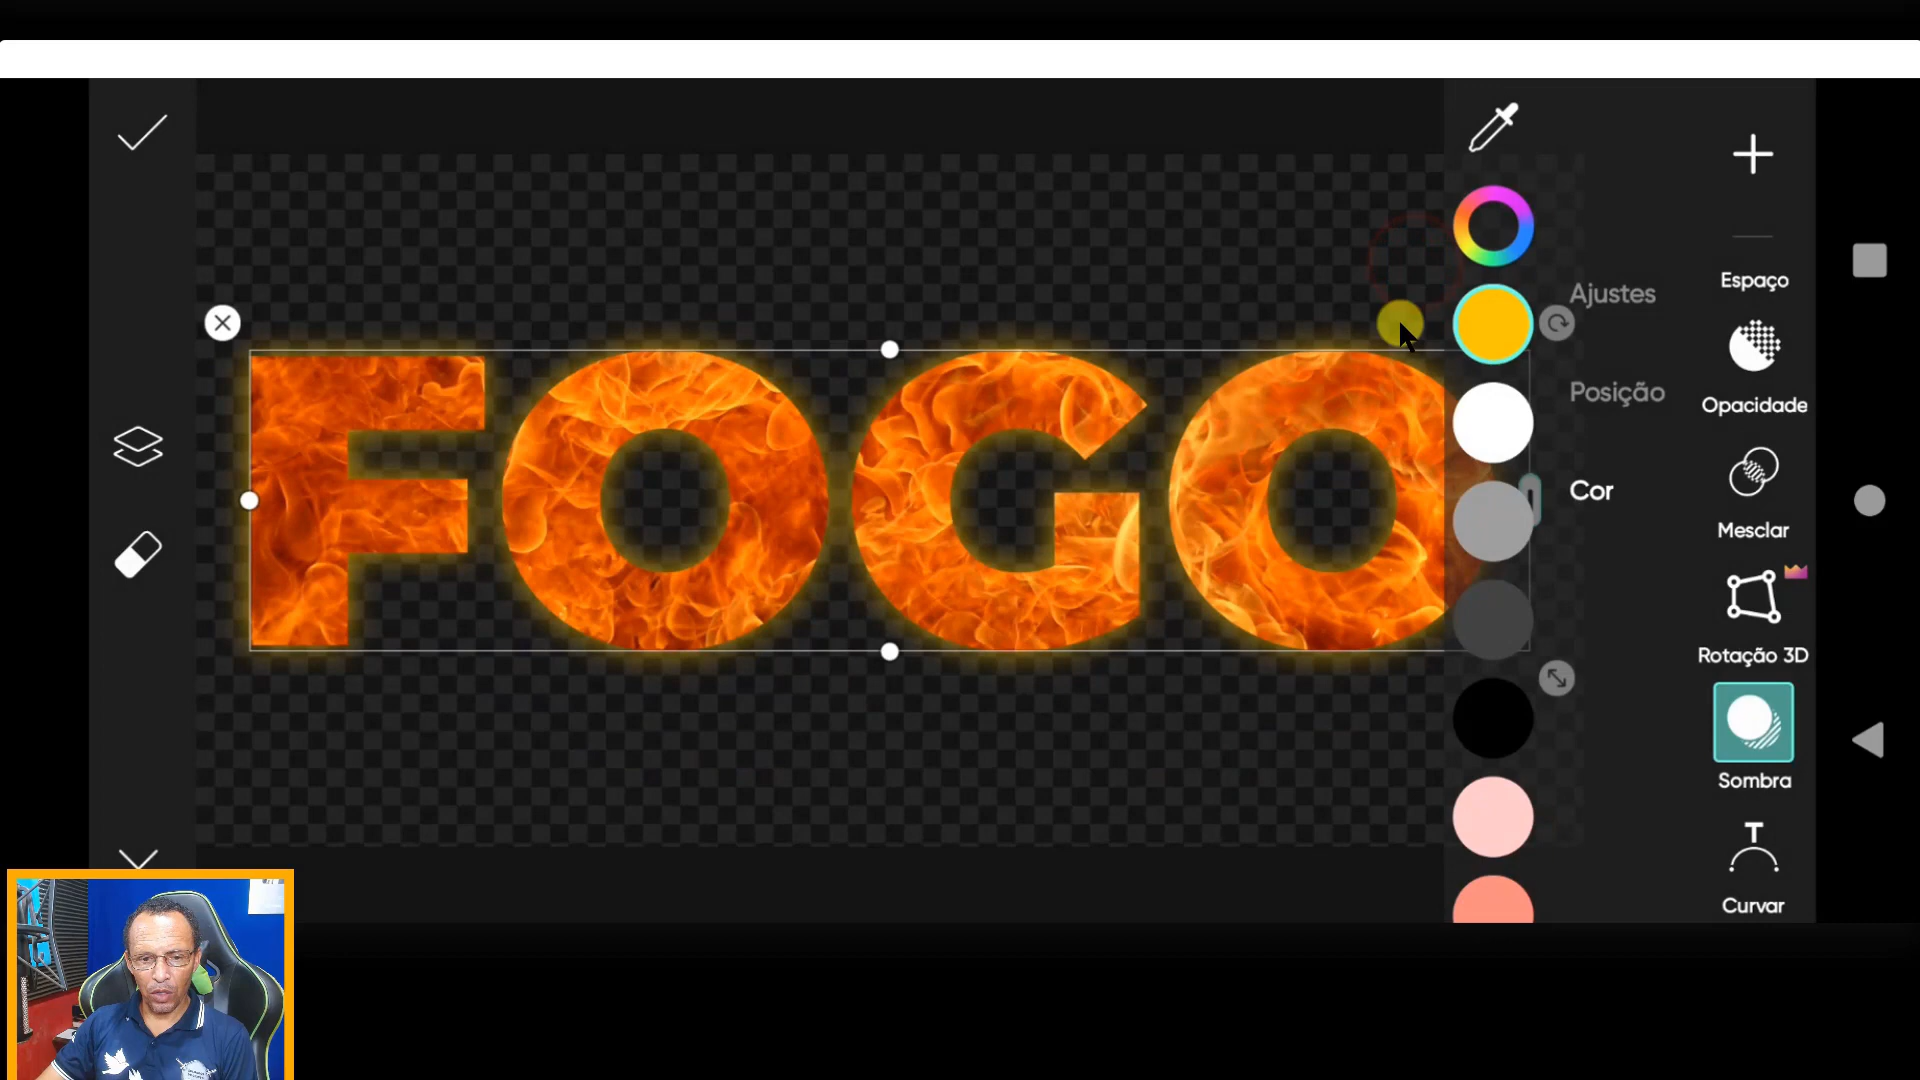 FOGO
Ajustes
Posição
Cor
Espaço
Opacidade
Mesclar
Rotação 3D
Sombra
T
Curvar